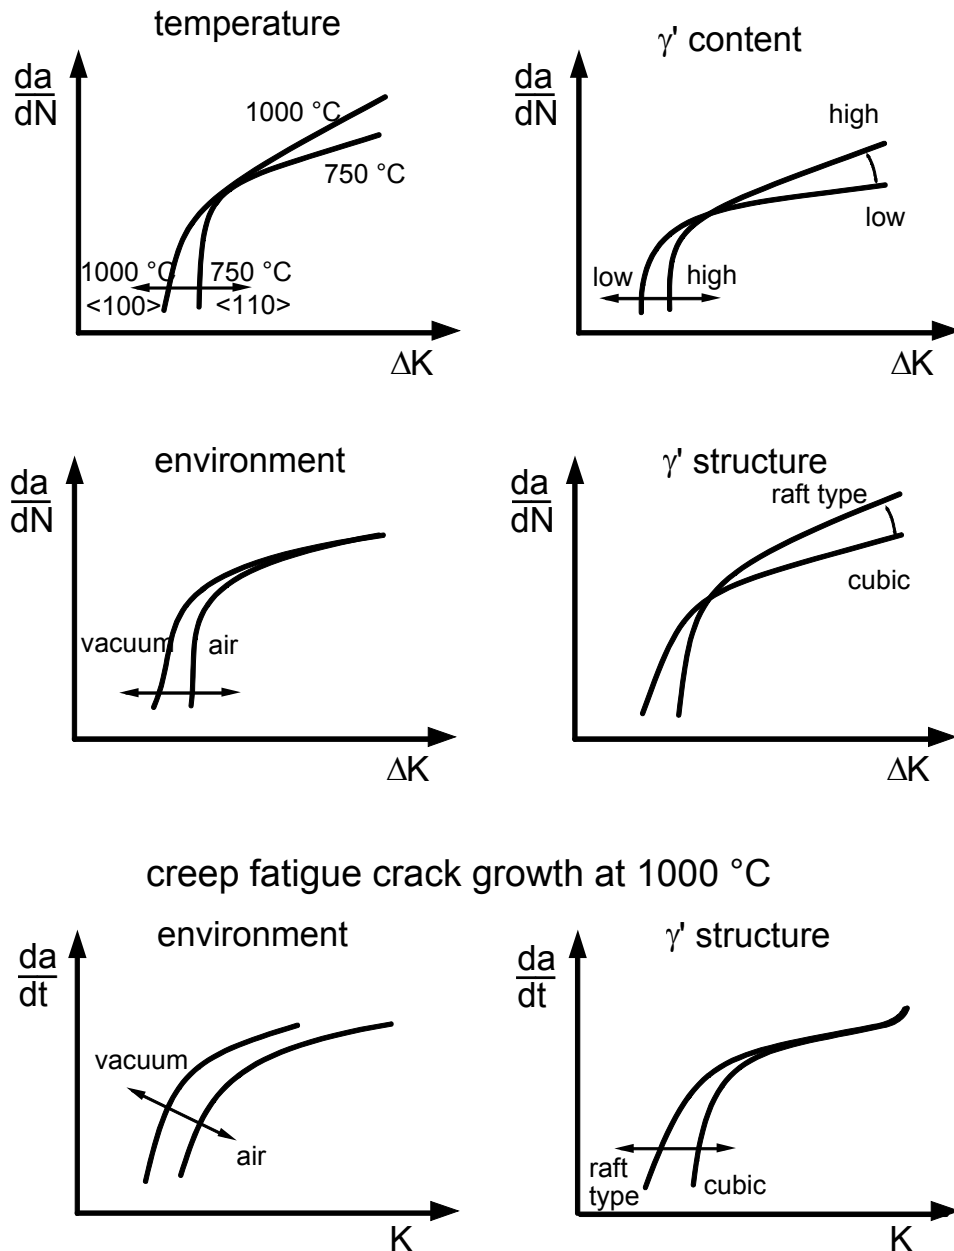 temperature
da
dN
1000 °C
750 °C
1000 °C 750 °C
<100> <110>
ΔK
γ' content
da
dN
high
low
low high
ΔK
environment
da
dN
vacuum air
ΔK
γ' structure
da
dN
raft type
cubic
ΔK
creep fatigue crack growth at 1000 °C
environment
da
dt
vacuum
air
K
γ' structure
da
dt
raft
type
cubic
K